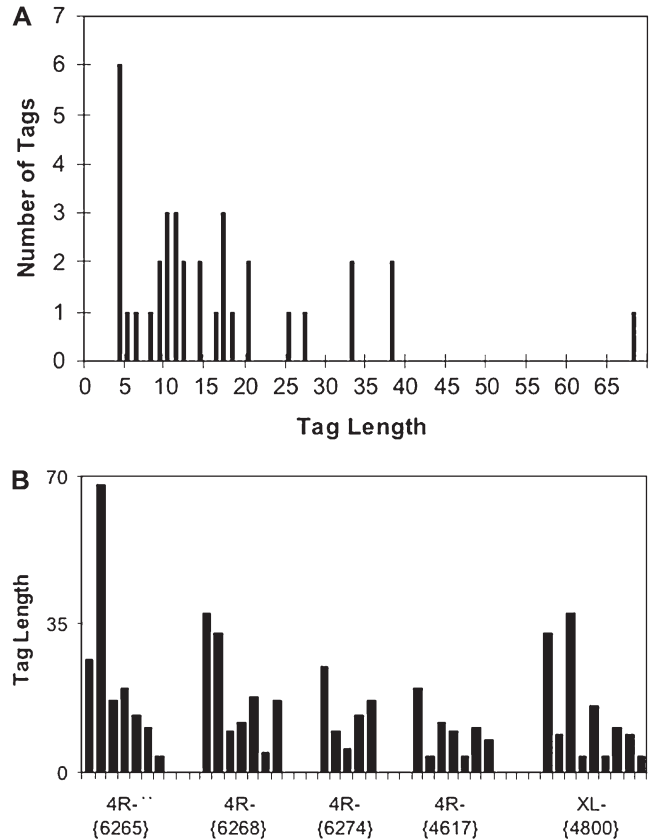 A
7
6
5
4
3
2
1
0
Number of Tags
0 5 10 15 20 25 30 35 40 45 50 55 60 65
Tag Length
B
70
35
0
Tag Length
4R- 4R- 4R- 4R- XL-
{6265} {6268} {6274} {4617} {4800}